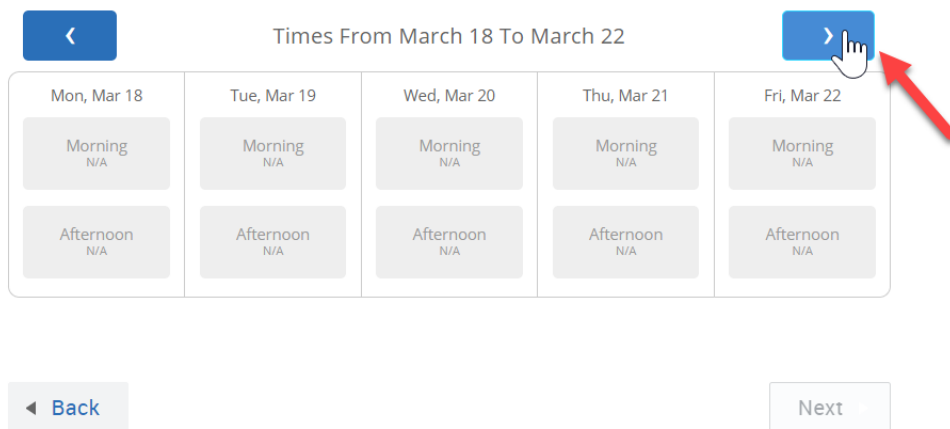 Times From March 18 To March 22
Mon, Mar 18 Tue, Mar 19 Wed, Mar 20 Thu, Mar 21 Fri, Mar 22
Morning Morning Morning Morning Morning
N/A N/A N/A N/A N/A
Afternoon Afternoon Afternoon Afternoon Afternoon
N/A N/A N/A N/A N/A
Back Next